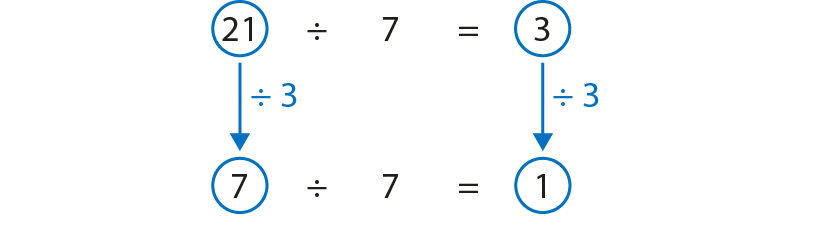 21 ÷ 7 = 3
÷ 3 ÷ 3
7 ÷ 7 = 1